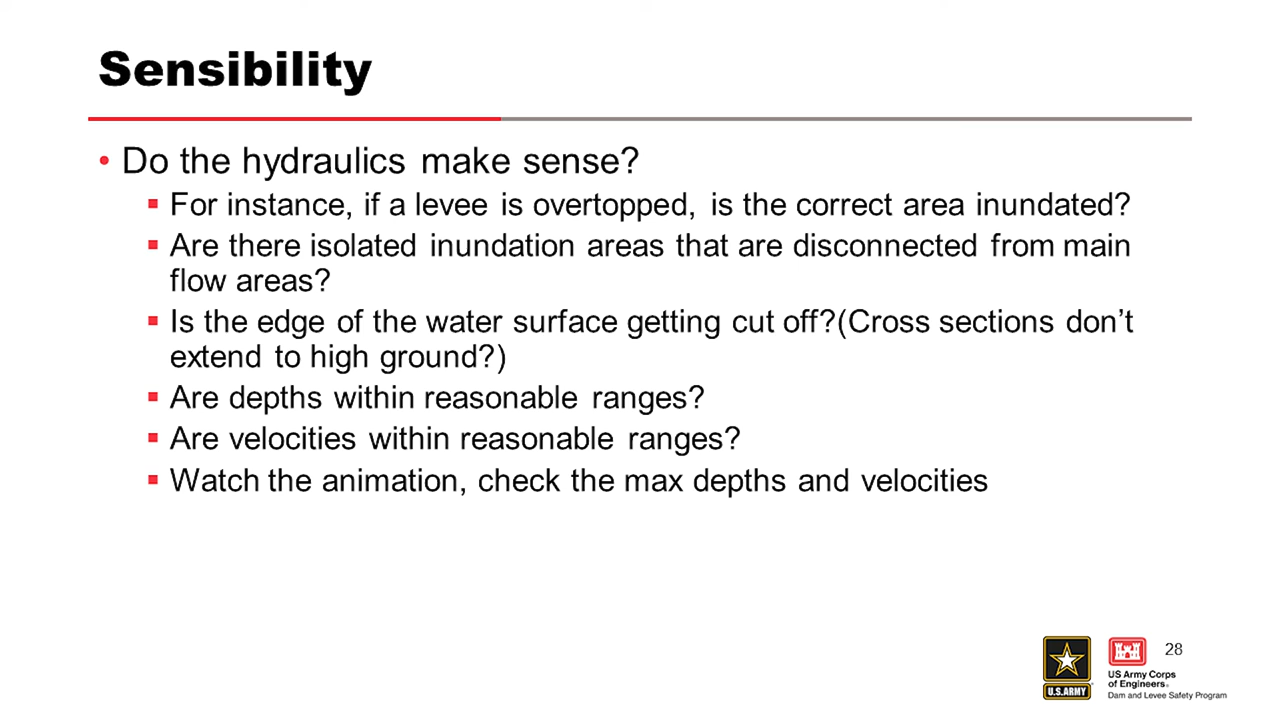 Sensibility
• Do the hydraulics make sense?
▪ For instance, if a levee is overtopped, is the correct area inundated?
▪ Are there isolated inundation areas that are disconnected from main
flow areas?
▪ Is the edge of the water surface getting cut off?(Cross sections don’t
extend to high ground?)
▪ Are depths within reasonable ranges?
▪ Are velocities within reasonable ranges?
▪ Watch the animation, check the max depths and velocities
28
U.S.ARMY
US Army Corps
of Engineers®
Dam and Levee Safety Program